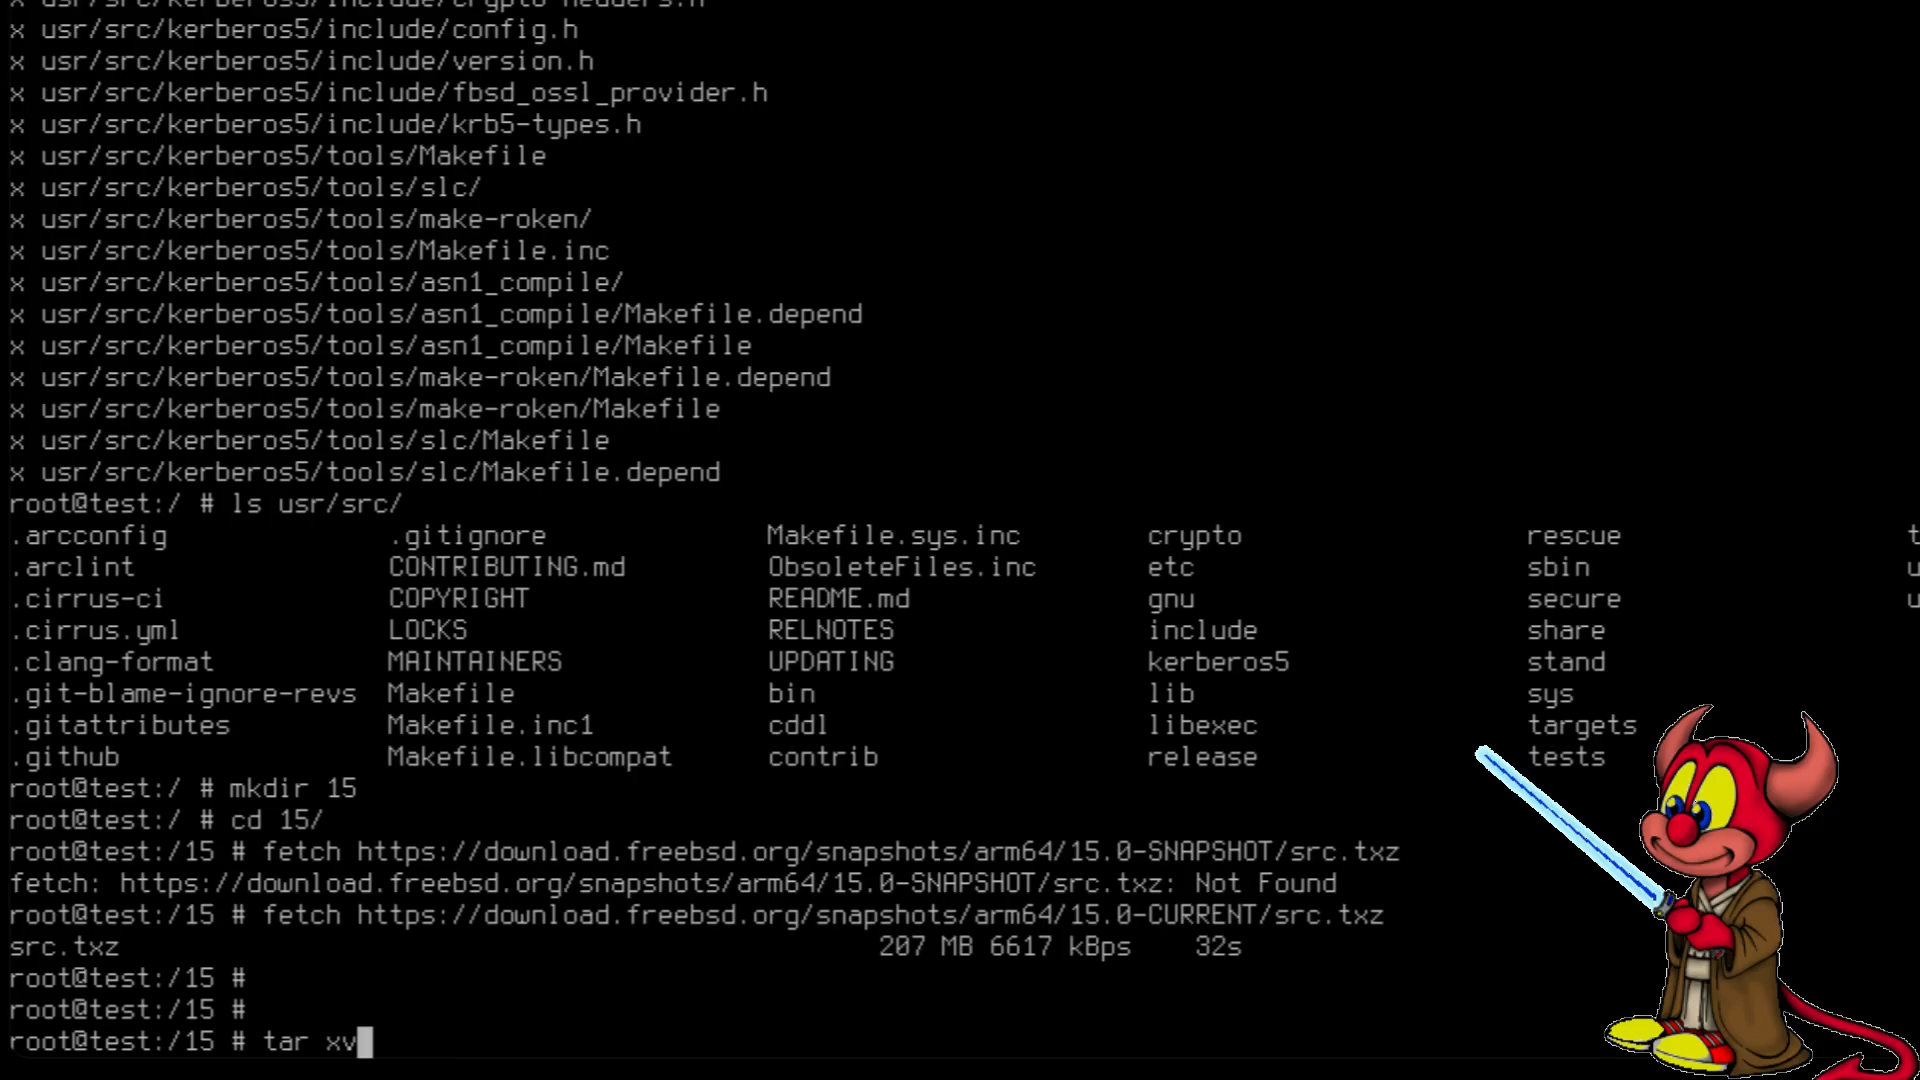 x usr/src/kerberos5/include/crypto-headers.h
x usr/src/kerberos5/include/config.h
x usr/src/kerberos5/include/version.h
x usr/src/kerberos5/include/fbsd_ossl_provider.h
x usr/src/kerberos5/include/krb5-types.h
x usr/src/kerberos5/tools/Makefile
x usr/src/kerberos5/tools/slc/
x usr/src/kerberos5/tools/make-roken/
x usr/src/kerberos5/tools/Makefile.inc
x usr/src/kerberos5/tools/asn1_compile/
x usr/src/kerberos5/tools/asn1_compile/Makefile.depend
x usr/src/kerberos5/tools/asn1_compile/Makefile
x usr/src/kerberos5/tools/make-roken/Makefile.depend
x usr/src/kerberos5/tools/make-roken/Makefile
x usr/src/kerberos5/tools/slc/Makefile
x usr/src/kerberos5/tools/slc/Makefile.depend
root@test:/ # ls usr/src/
.arcconfig .gitignore Makefile.sys.inc crypto rescue t
.arclint CONTRIBUTING.md ObsoleteFiles.inc etc sbin u
.cirrus-ci COPYRIGHT README.md gnu secure u
.cirrus.yml LOCKS RELNOTES include share
.clang-format MAINTAINERS UPDATING kerberos5 stand
.git-blame-ignore-revs Makefile bin lib sys
.gitattributes Makefile.inc1 cddl libexec targets
.github Makefile.libcompat contrib release tests
root@test:/ # mkdir 15
root@test:/ # cd 15/
root@test:/15 # fetch https://download.freebsd.org/snapshots/arm64/15.0-SNAPSHOT/src.txz
fetch: https://download.freebsd.org/snapshots/arm64/15.0-SNAPSHOT/src.txz: Not Found
root@test:/15 # fetch https://download.freebsd.org/snapshots/arm64/15.0-CURRENT/src.txz
src.txz 207 MB 6617 kBps 32s
root@test:/15 #
root@test:/15 #
root@test:/15 # tar xv